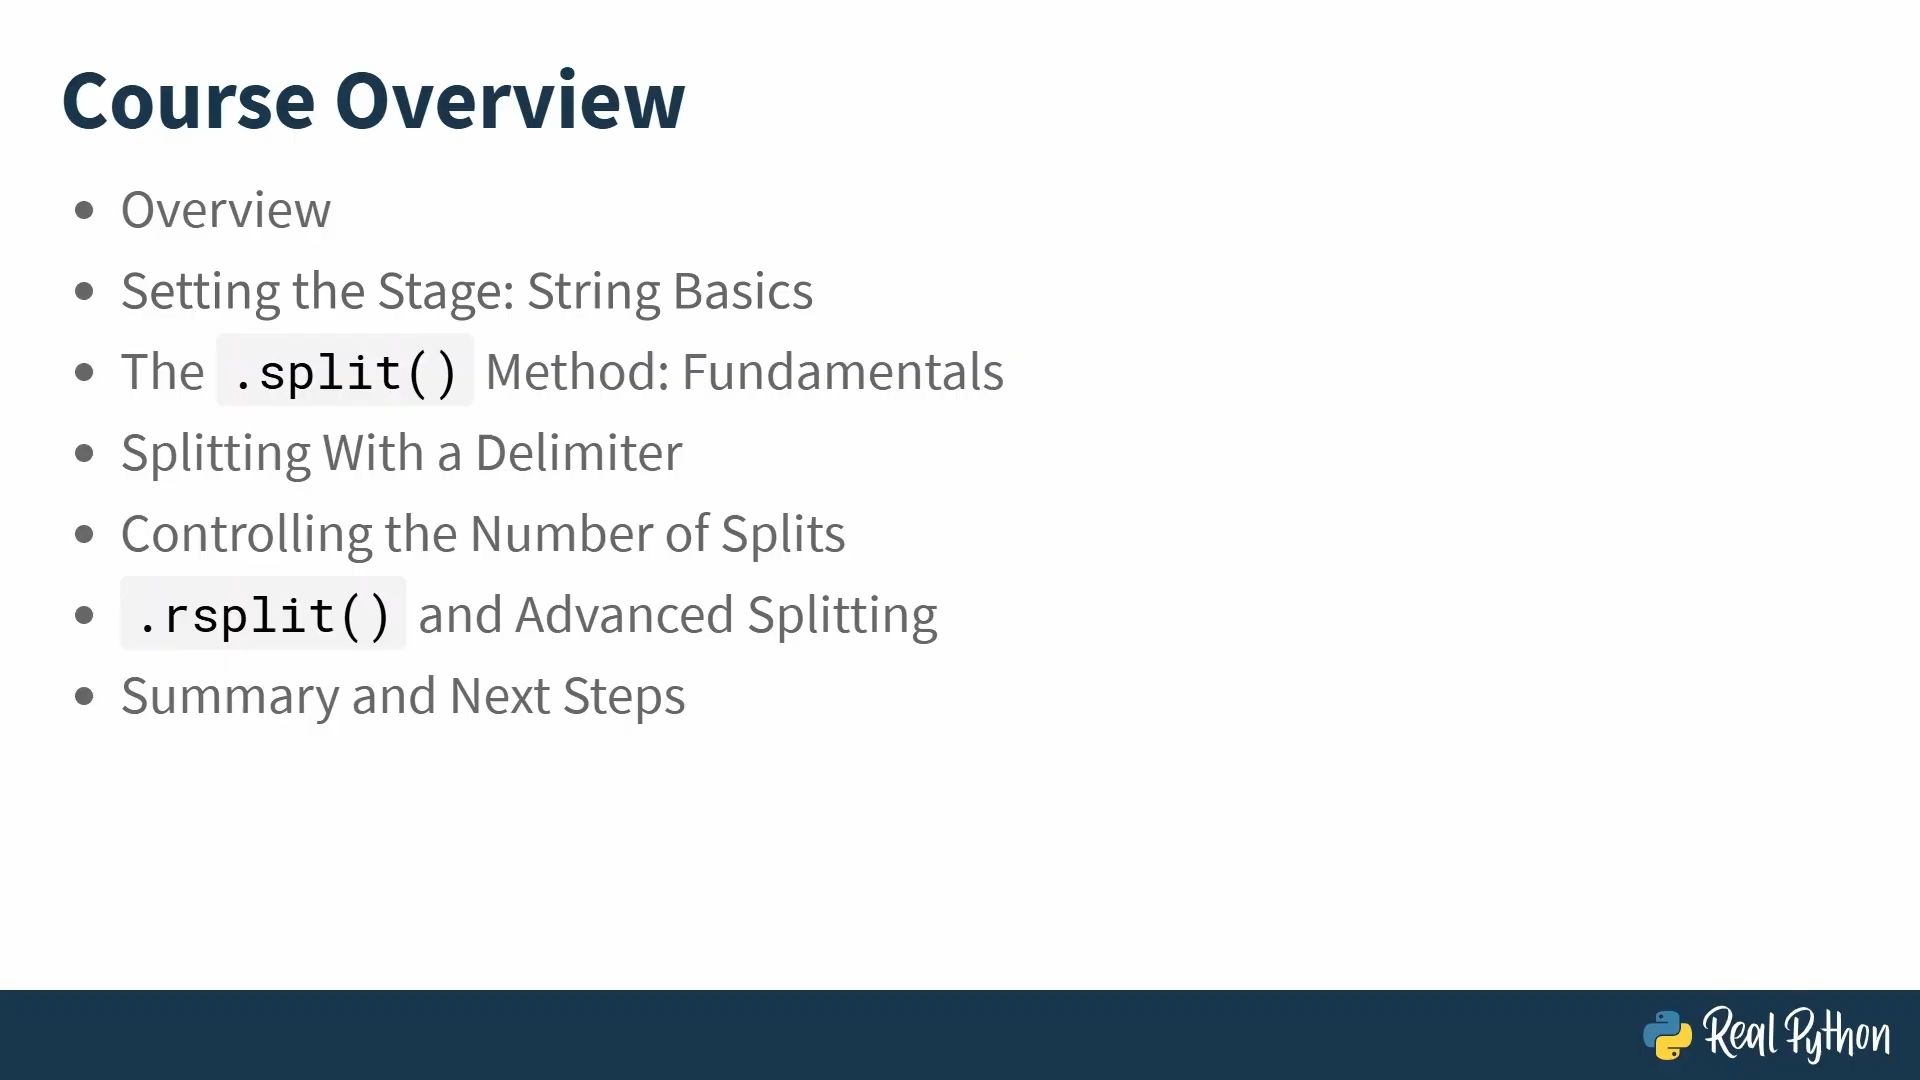 Course Overview
• Overview
• Setting the Stage: String Basics
• The .split() Method: Fundamentals
• Splitting With a Delimiter
• Controlling the Number of Splits
• .rsplit() and Advanced Splitting
• Summary and Next Steps
Real Python